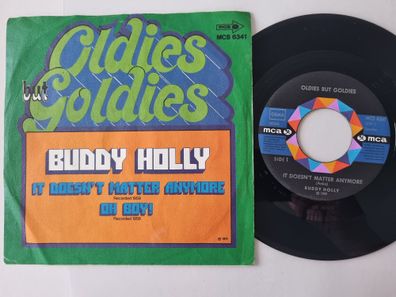 mca
MCS 6341
Oldies
but
Goldies
BUDDY HOLLY
IT DOESN'T MATTER ANYMORE
OH BOY!
OLDIES BUT GOLDIES
mca
SIDE 1
IT DOESN'T MATTER ANYMORE
(Anka)
BUDDY HOLLY